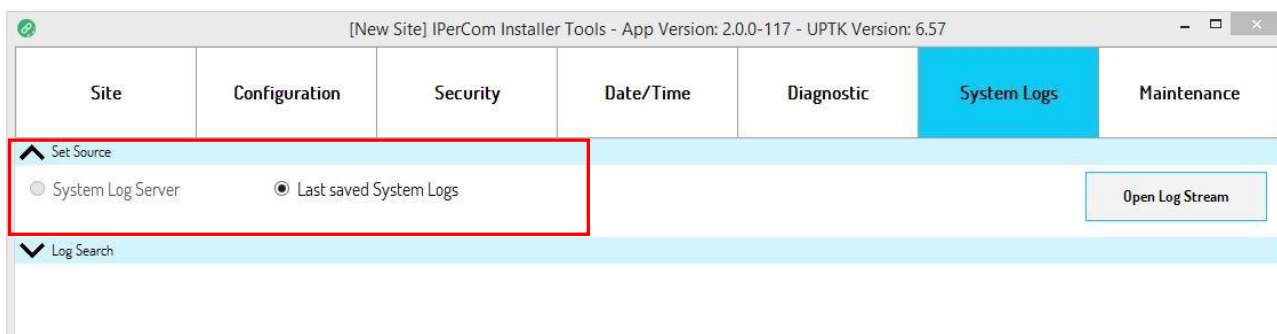 [New Site] IPerCom Installer Tools - App Version: 2.0.0-117 - UPTK Version: 6.57
Site Configuration Security Date/Time Diagnostic System Logs Maintenance
Set Source
System Log Server Last saved System Logs Open Log Stream
Log Search